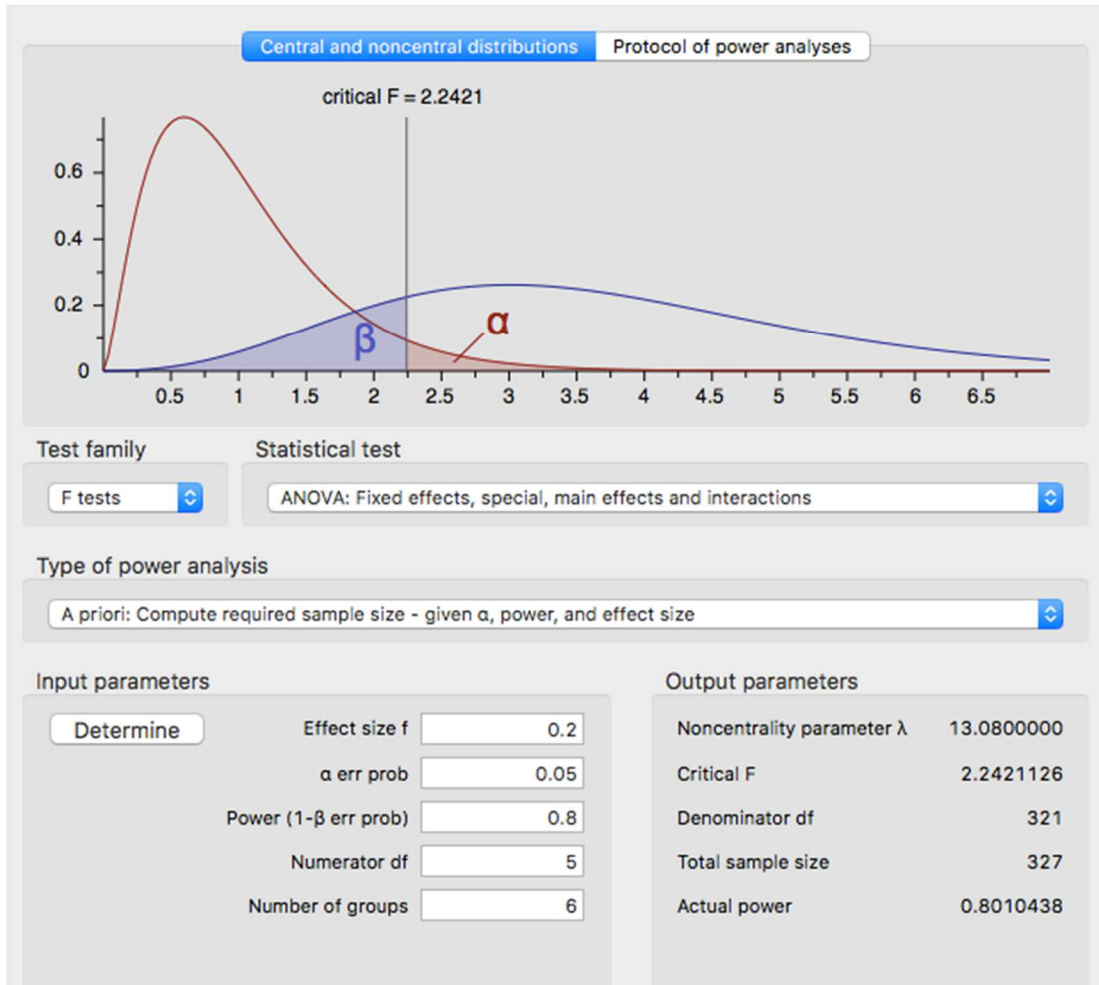 Central and noncentral distributions Protocol of power analyses
critical F = 2.2421
0.6
0.4
0.2
0
β
α
0.5 1 1.5 2 2.5 3 3.5 4 4.5 5 5.5 6 6.5
Test family Statistical test
F tests ANOVA: Fixed effects, special, main effects and interactions
Type of power analysis
A priori: Compute required sample size - given α, power, and effect size
Input parameters Output parameters
Determine Effect size f 0.2 Noncentrality parameter λ 13.0800000
α err prob 0.05 Critical F 2.2421126
Power (1-β err prob) 0.8 Denominator df 321
Numerator df 5 Total sample size 327
Number of groups 6 Actual power 0.8010438